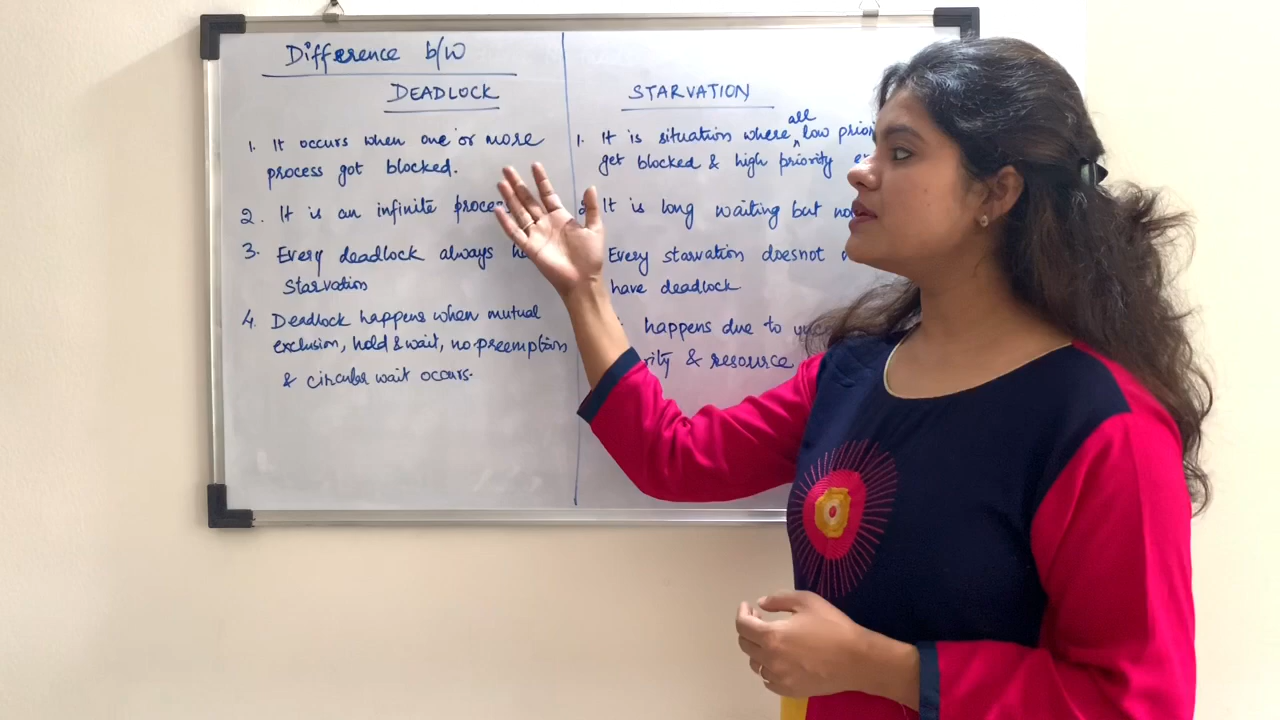 Difference b/w
DEADLOCK
1. It occurs when one or more
process got blocked.
2. It is an infinite process
3. Every deadlock always
starvation
4. Deadlock happens when mutual
exclusion, hold & wait, no preemption
& circular wait occurs.
STARVATION
all
1. It is situation where low
get blocked & high priority
It is long waiting but
Every starvation doesnot
have deadlock
happens due to
& resource